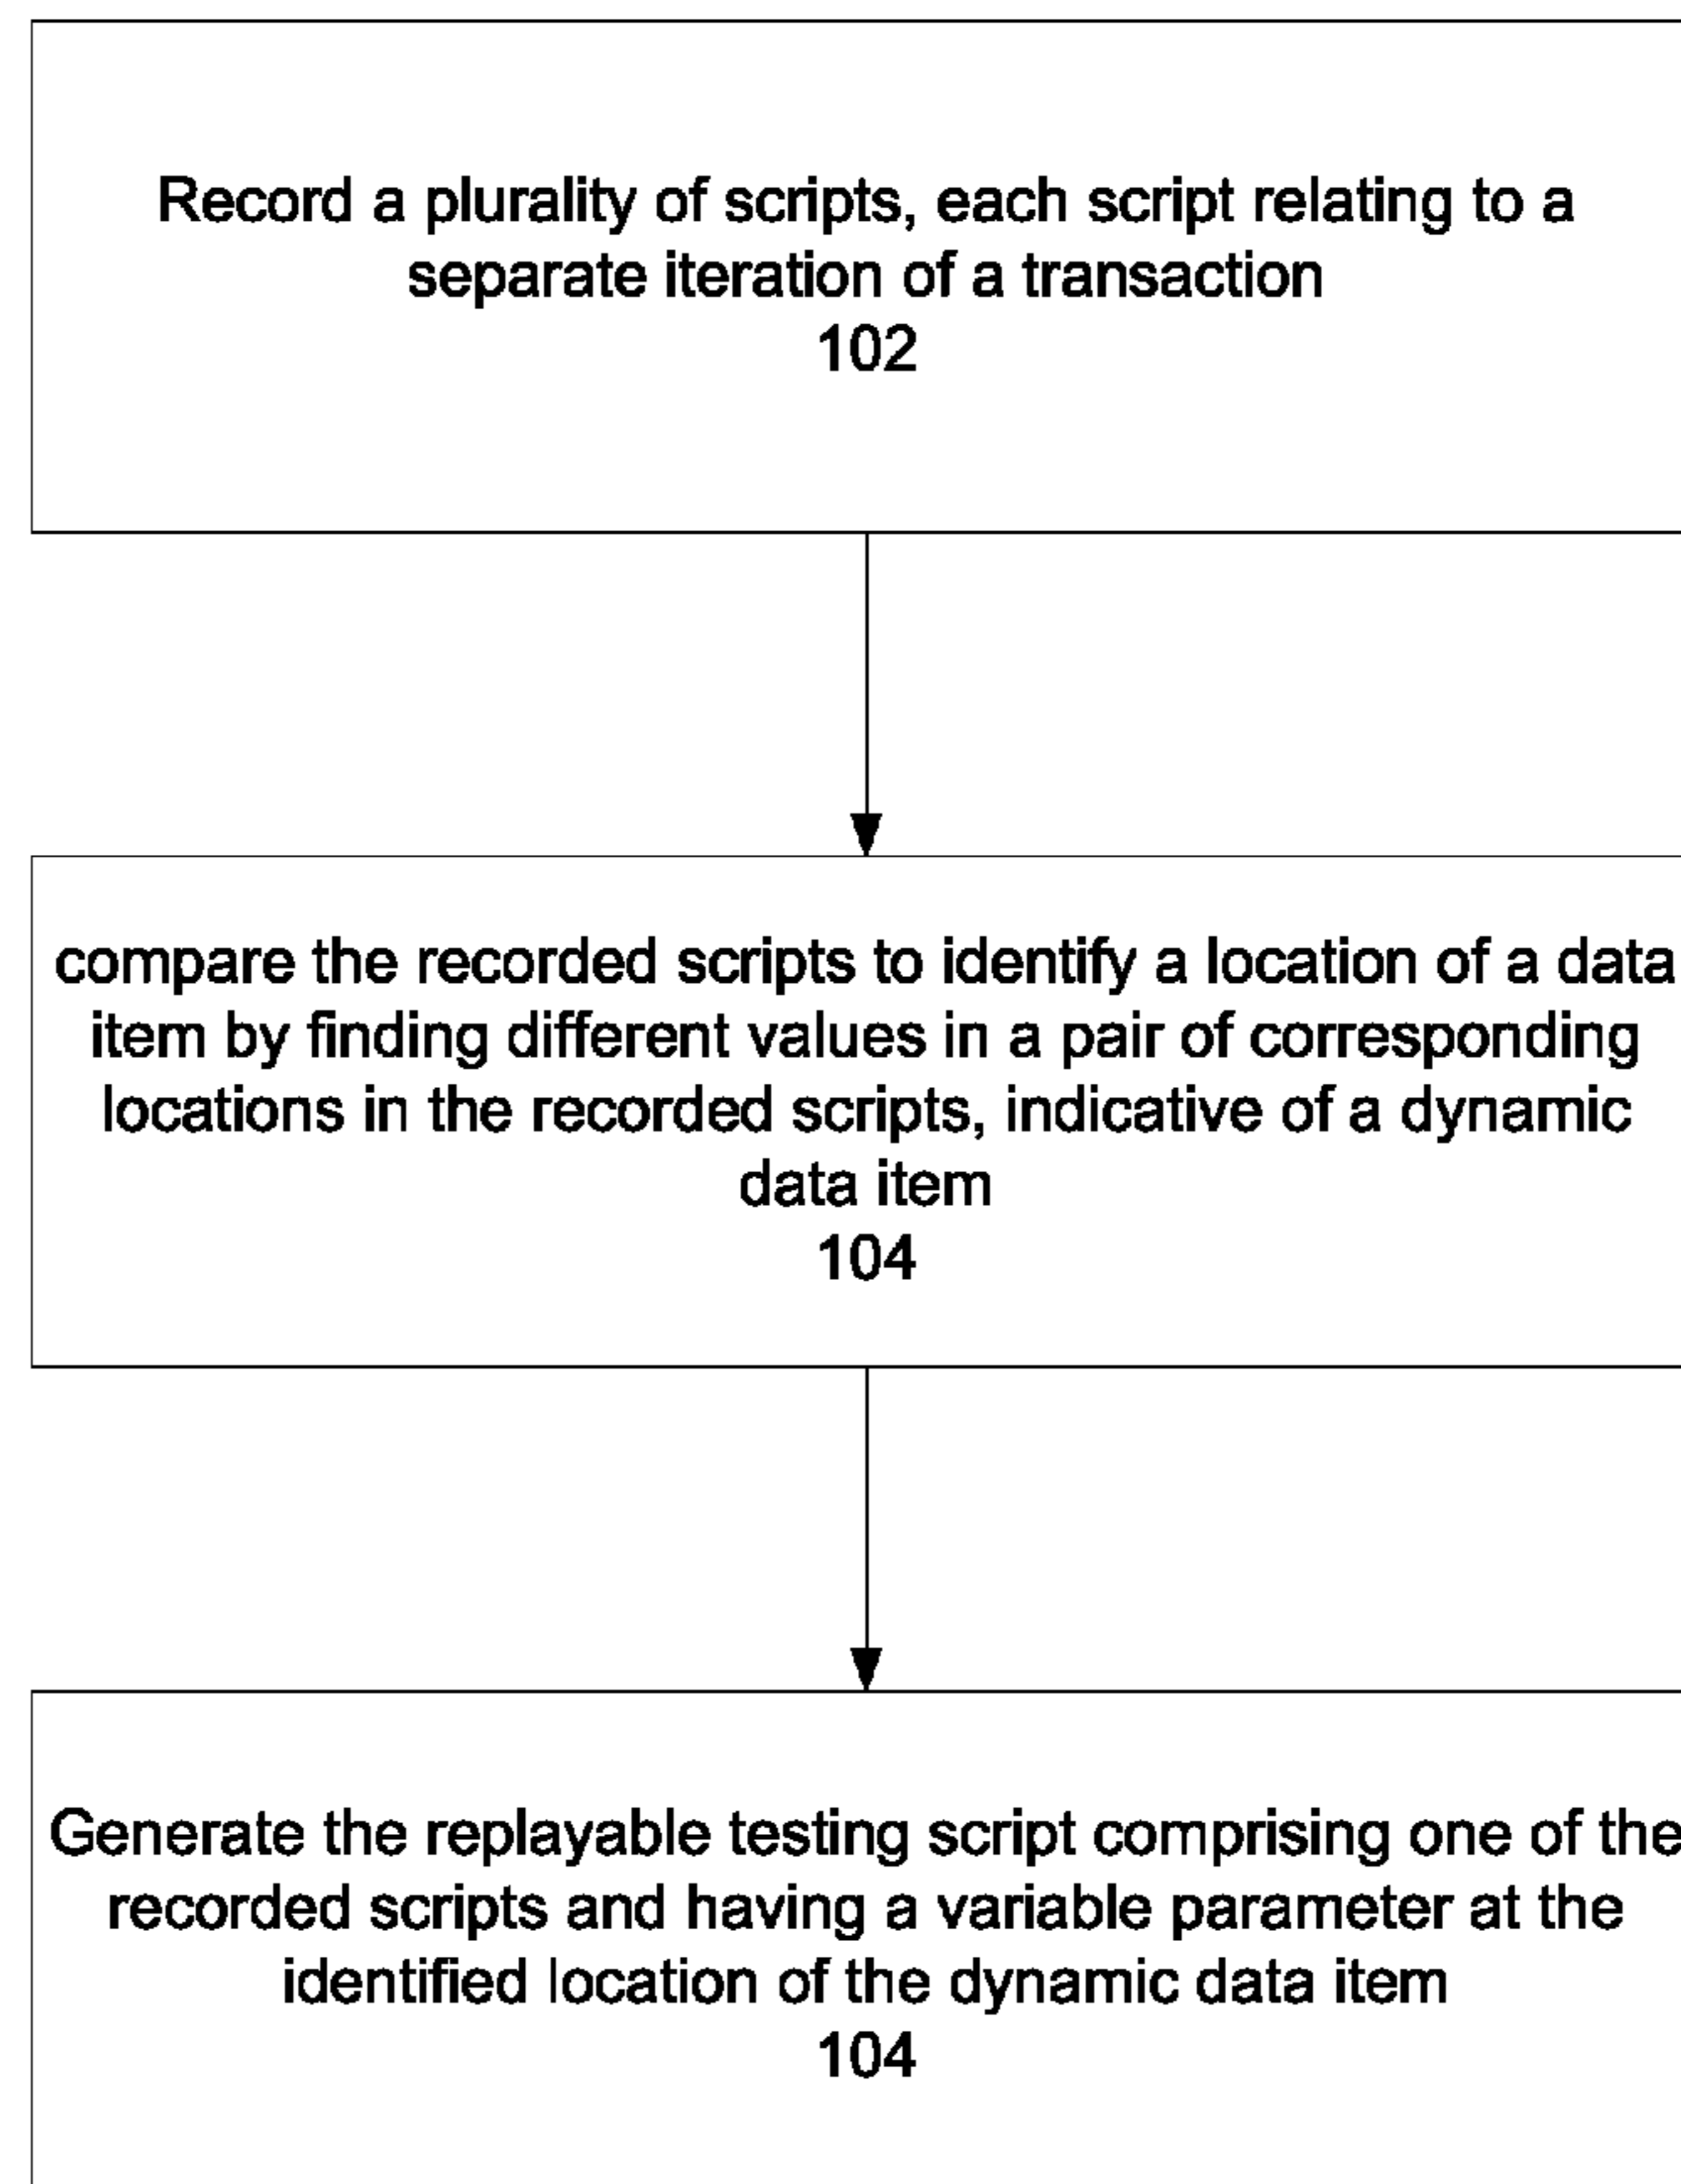 Record a plurality of scripts, each script relating to a
separate iteration of a transaction
102
compare the recorded scripts to identify a location of a data
item by finding different values in a pair of corresponding
locations in the recorded scripts, indicative of a dynamic
data item
104
Generate the replayable testing script comprising one of the
recorded scripts and having a variable parameter at the
identified location of the dynamic data item
104